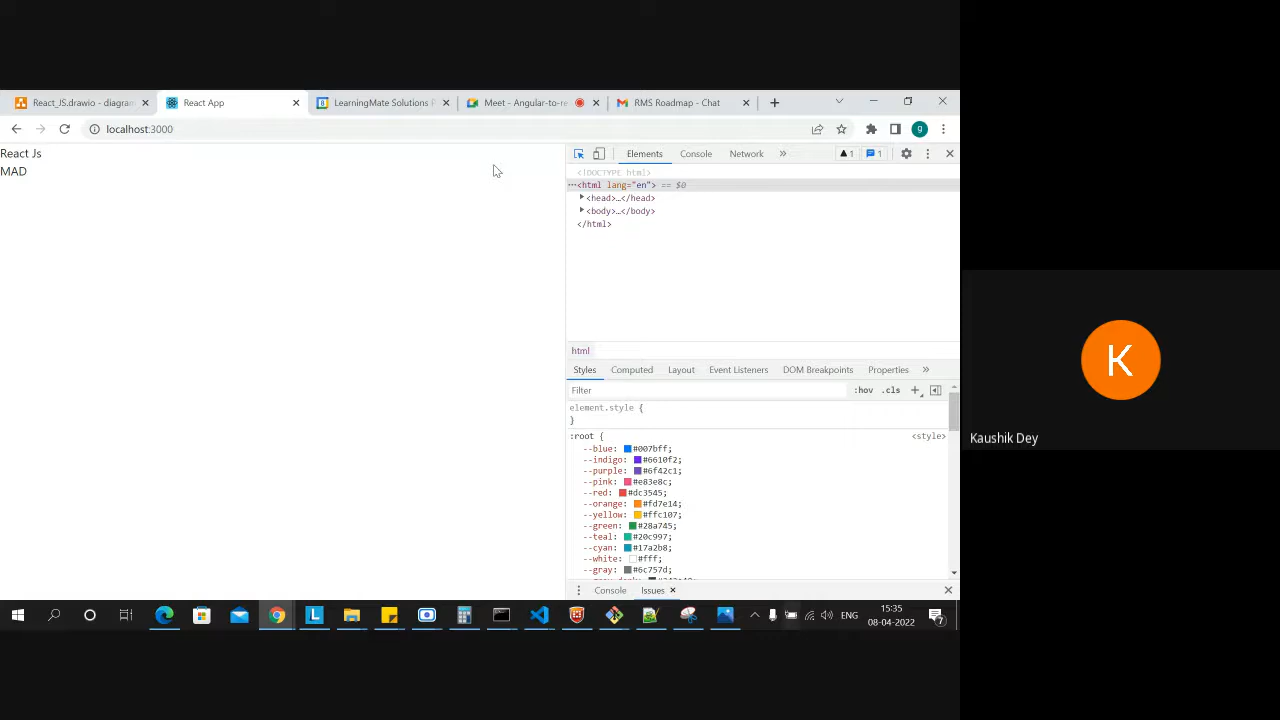 React_JS.drawio - diagram
React App
LearningMate Solutions P
Meet - Angular-to-re
RMS Roadmap - Chat
localhost:3000
g
React Js
MAD
Elements
Console
Network
1
1
<!DOCTYPE html>
<html lang="en"> == $0
<head>…</head>
<body>…</body>
</html>
html
Styles
Computed
Layout
Event Listeners
DOM Breakpoints
Properties
Filter
:hov
.cls
element.style {
}
:root {
<style>
--blue: #007bff;
--indigo: #6610f2;
--purple: #6f42c1;
--pink: #e83e8c;
--red: #dc3545;
--orange: #fd7e14;
--yellow: #ffc107;
--green: #28a745;
--teal: #20c997;
--cyan: #17a2b8;
--white: #fff;
--gray: #6c757d;
Console
Issues
K
Kaushik Dey
L
ENG
15:35
08-04-2022
7